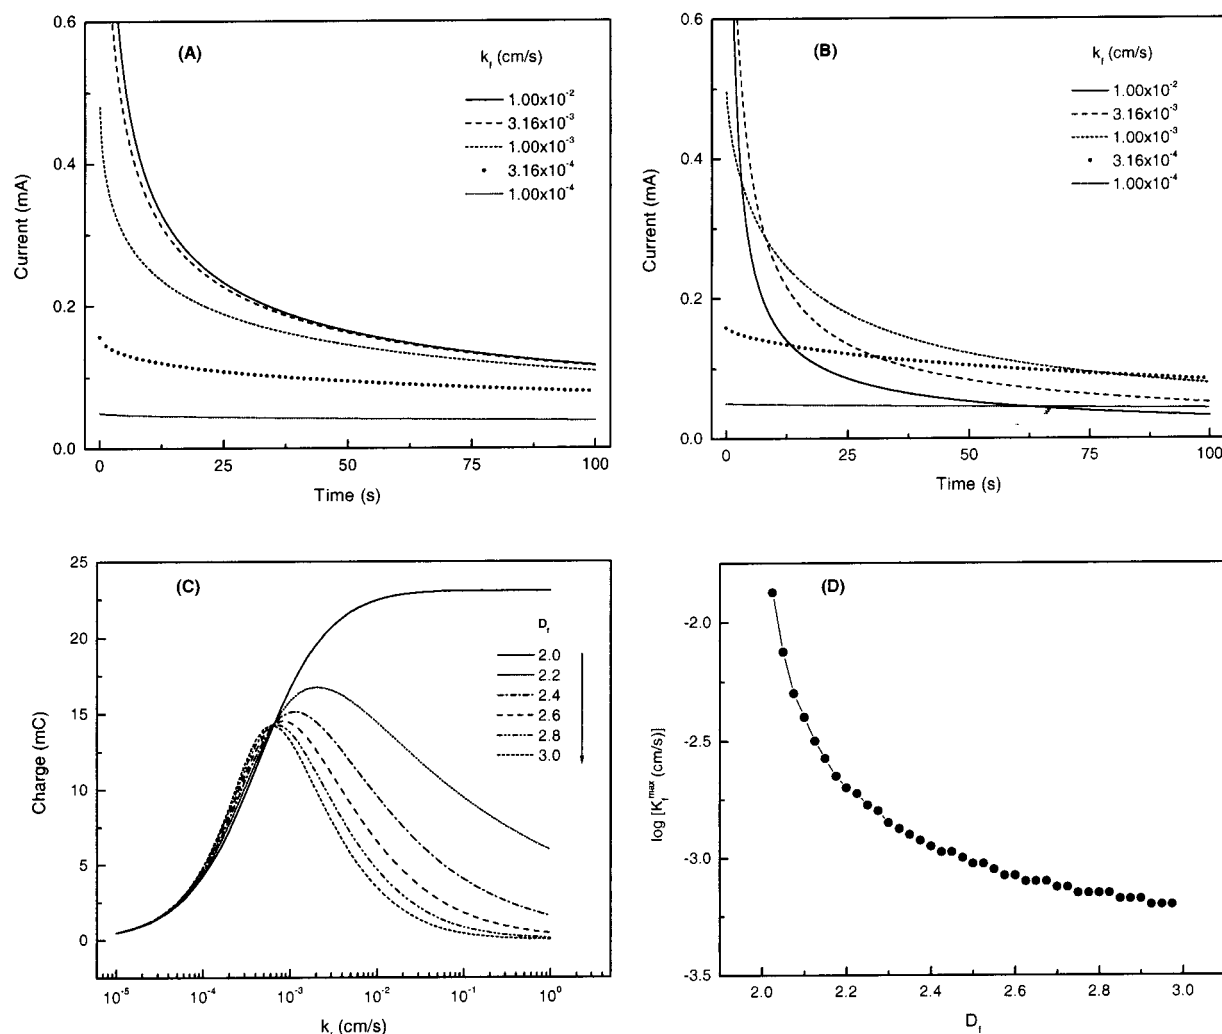 (A)
k_f (cm/s)
1.00x10^-2
3.16x10^-3
1.00x10^-3
3.16x10^-4
1.00x10^-4
0.6
0.4
0.2
0.0
Current (mA)
0 25 50 75 100
Time (s)
(B)
k_f (cm/s)
1.00x10^-2
3.16x10^-3
1.00x10^-3
3.16x10^-4
1.00x10^-4
0.6
0.4
0.2
0.0
Current (mA)
0 25 50 75 100
Time (s)
(C)
D_f
2.0
2.2
2.4
2.6
2.8
3.0
25
20
15
10
5
0
Charge (mC)
10^-5 10^-4 10^-3 10^-2 10^-1 10^0
k (cm/s)
(D)
-2.0
-2.5
-3.0
-3.5
log [K_f^max (cm/s)]
2.0 2.2 2.4 2.6 2.8 3.0
D_f